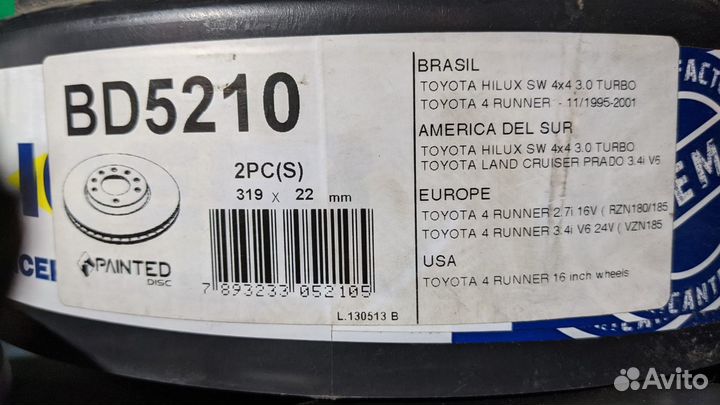 BD5210
2PC(S)
319 x 22 mm
PAINTED
DISC
7 893233 052105
L.130513 B
BRASIL
TOYOTA HILUX SW 4x4 3.0 TURBO
TOYOTA 4 RUNNER - 11/1995-2001
AMERICA DEL SUR
TOYOTA HILUX SW 4x4 3.0 TURBO
TOYOTA LAND CRUISER PRADO 3.4i V6
EUROPE
TOYOTA 4 RUNNER 2.7i 16V ( RZN180/185
TOYOTA 4 RUNNER 3.4i V6 24V ( VZN185
USA
TOYOTA 4 RUNNER 16 inch wheels
Avito